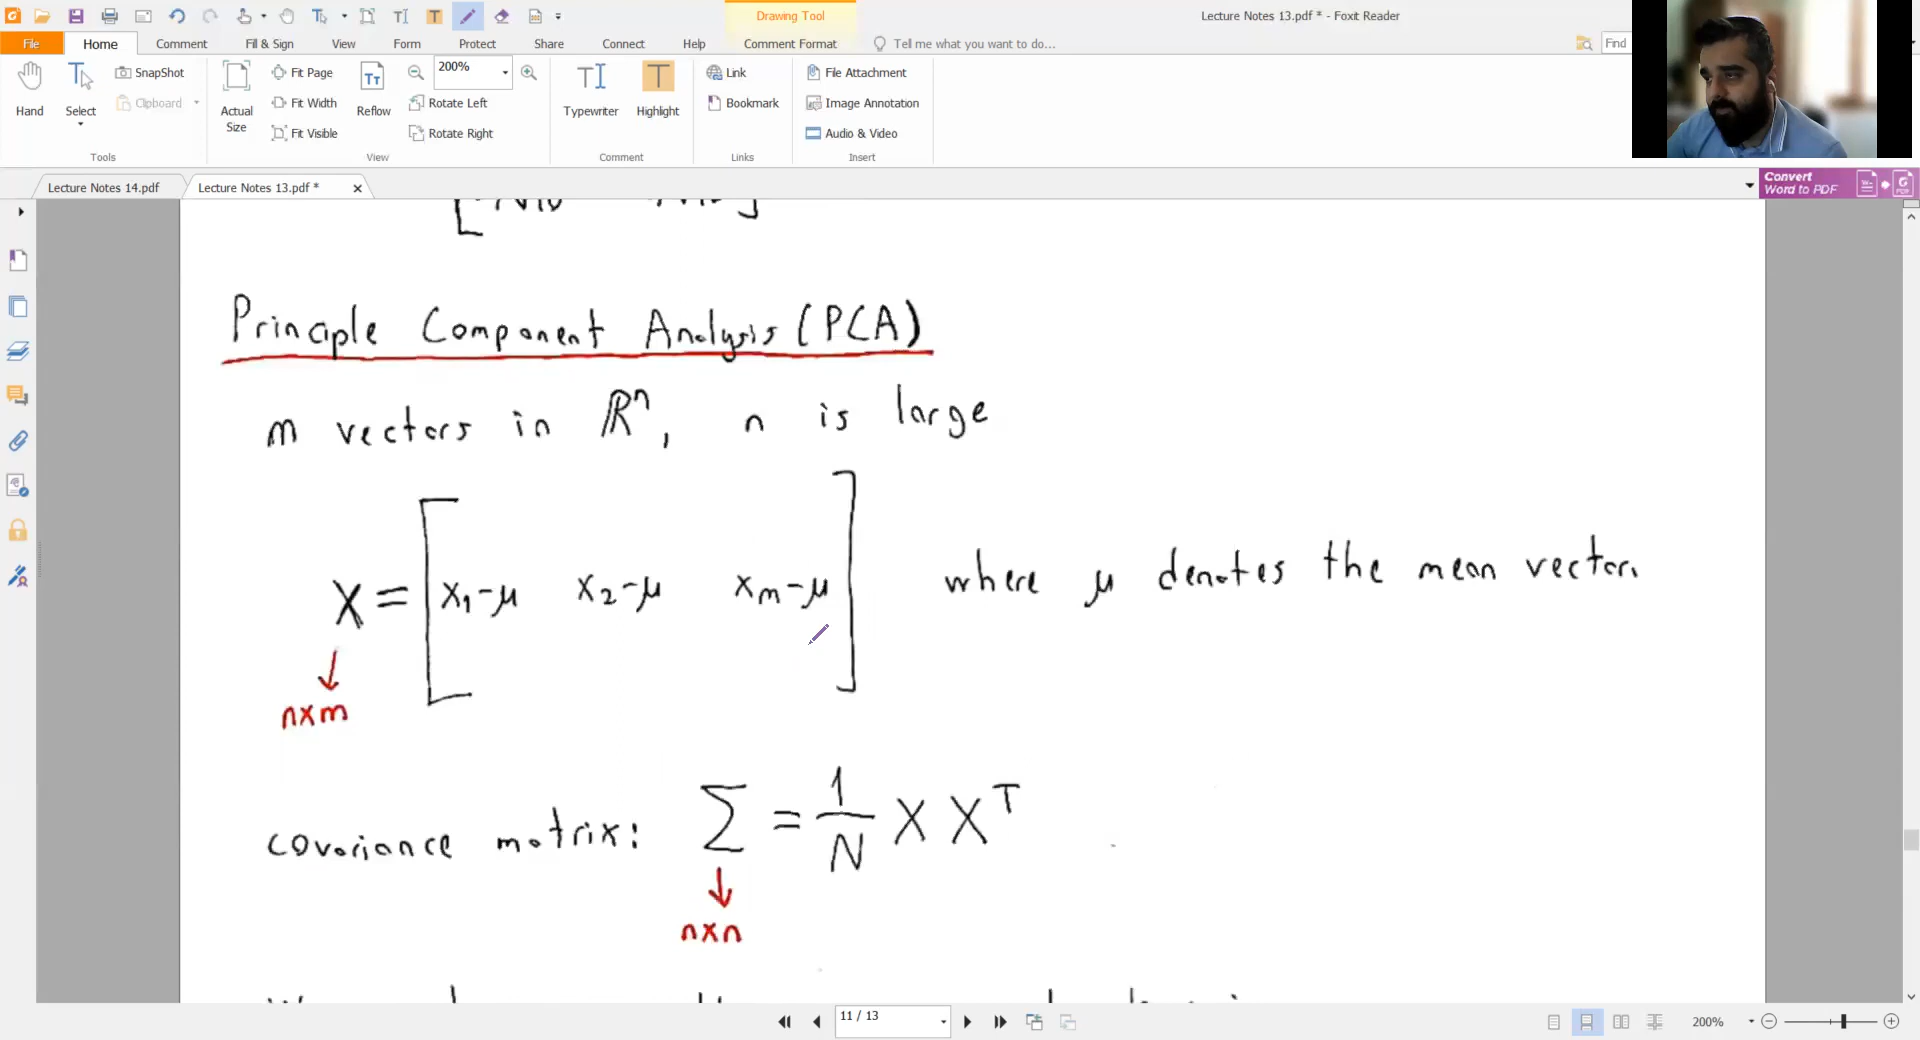 Drawing Tool
Lecture Notes 13.pdf * - Foxit Reader
File Home Comment Fill & Sign View Form Protect Share Connect Help Comment Format Tell me what you want to do... Find
Hand
Select
SnapShot
Clipboard
Tools
Actual Size
Fit Page
Fit Width
Fit Visible
Reflow
200%
Rotate Left
Rotate Right
View
Typewriter
Highlight
Comment
Link
Bookmark
Links
File Attachment
Image Annotation
Audio & Video
Insert
Lecture Notes 14.pdf
Lecture Notes 13.pdf *
Convert
Word to PDF
Principle Component Analysis (PCA)
m vectors in ℝⁿ, n is large
X = [x₁-μ x₂-μ xₘ-μ] where μ denotes the mean vector.
n×m
covariance matrix: Σ = 1/N X Xᵀ
n×n
11 / 13
200%